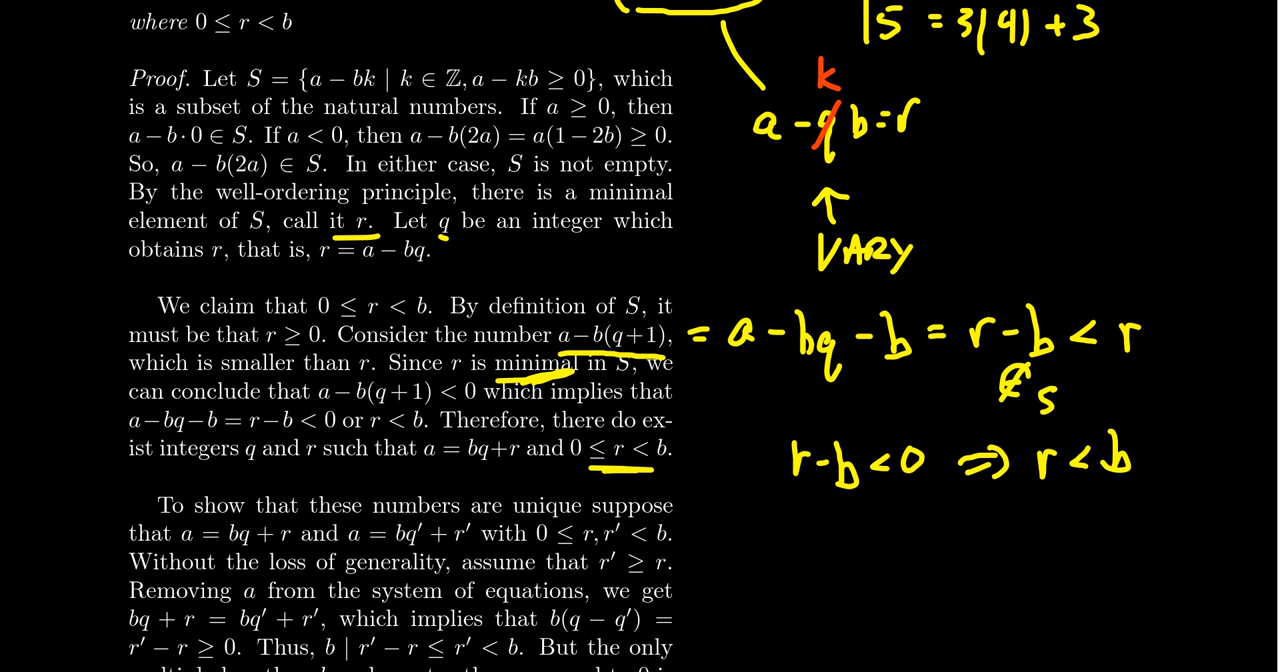 where 0 ≤ r < b
Proof. Let S = {a − bk | k ∈ ℤ, a − kb ≥ 0}, which
is a subset of the natural numbers. If a ≥ 0, then
a − b · 0 ∈ S. If a < 0, then a − b(2a) = a(1 − 2b) ≥ 0.
So, a − b(2a) ∈ S. In either case, S is not empty.
By the well-ordering principle, there is a minimal
element of S, call it r. Let q be an integer which
obtains r, that is, r = a − bq.
We claim that 0 ≤ r < b. By definition of S, it
must be that r ≥ 0. Consider the number a−b(q+1),
which is smaller than r. Since r is minimal in S, we
can conclude that a − b(q + 1) < 0 which implies that
a−bq−b = r−b < 0 or r < b. Therefore, there do ex-
ist integers q and r such that a = bq+r and 0 ≤ r < b.
To show that these numbers are unique suppose
that a = bq + r and a = bq′ + r′ with 0 ≤ r, r′ < b.
Without the loss of generality, assume that r′ ≥ r.
Removing a from the system of equations, we get
bq + r = bq′ + r′, which implies that b(q − q′) =
r′ − r ≥ 0. Thus, b | r′ − r ≤ r′ < b. But the only
15 = 3(4) + 3
k
a − q b = r
↑
VARY
= a − bq − b = r − b < r
∉ S
r − b < 0 ⇒ r < b